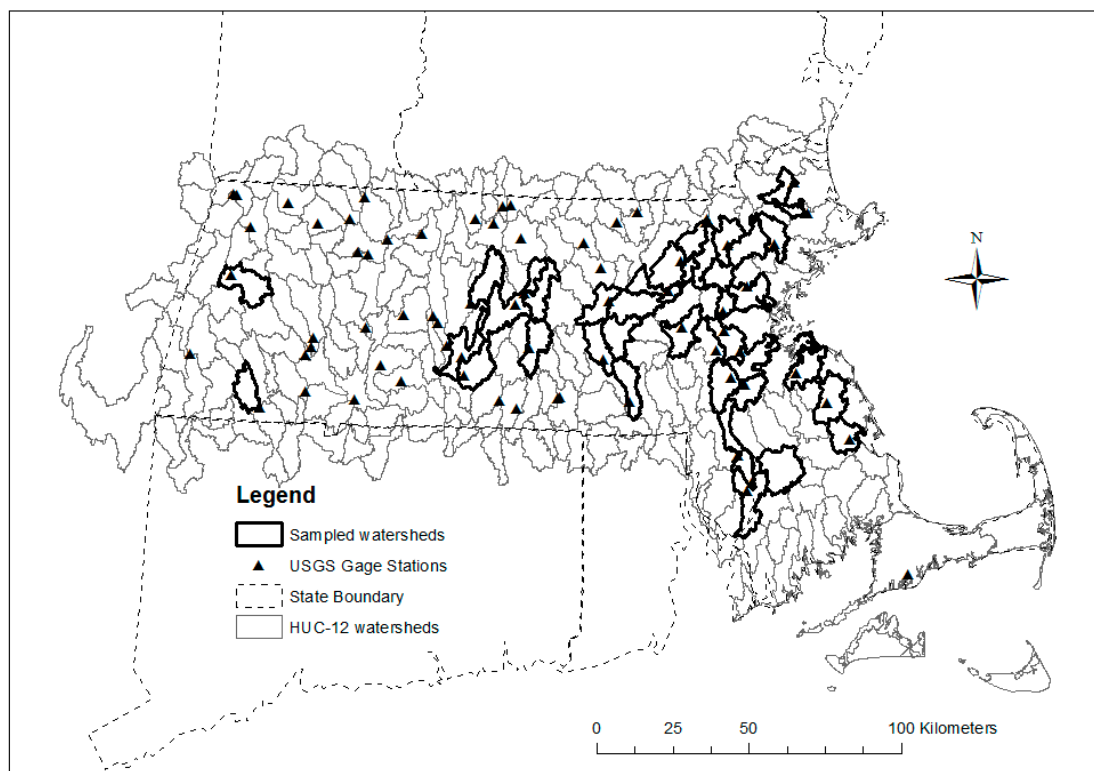 N
Legend
Sampled watersheds
USGS Gage Stations
State Boundary
HUC-12 watersheds
0 25 50 100 Kilometers